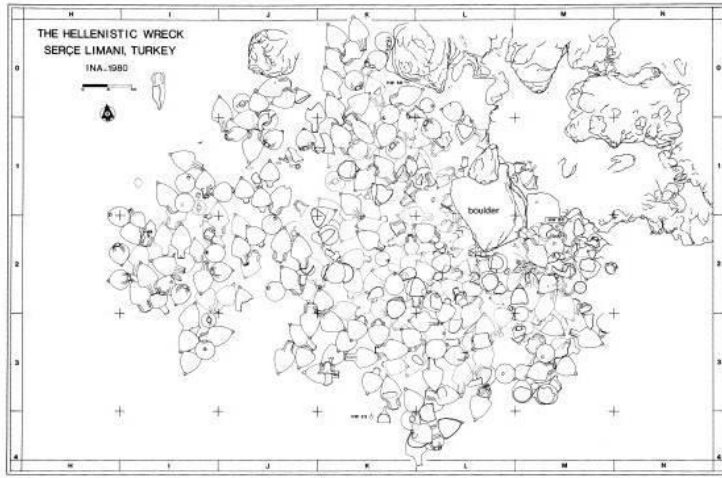 THE HELLENISTIC WRECK
SERÇE LIMANI, TURKEY
INA-1980
H I J K L M N
0 0
1 1
boulder
2 2
3 3
4 4
H I J K L M N